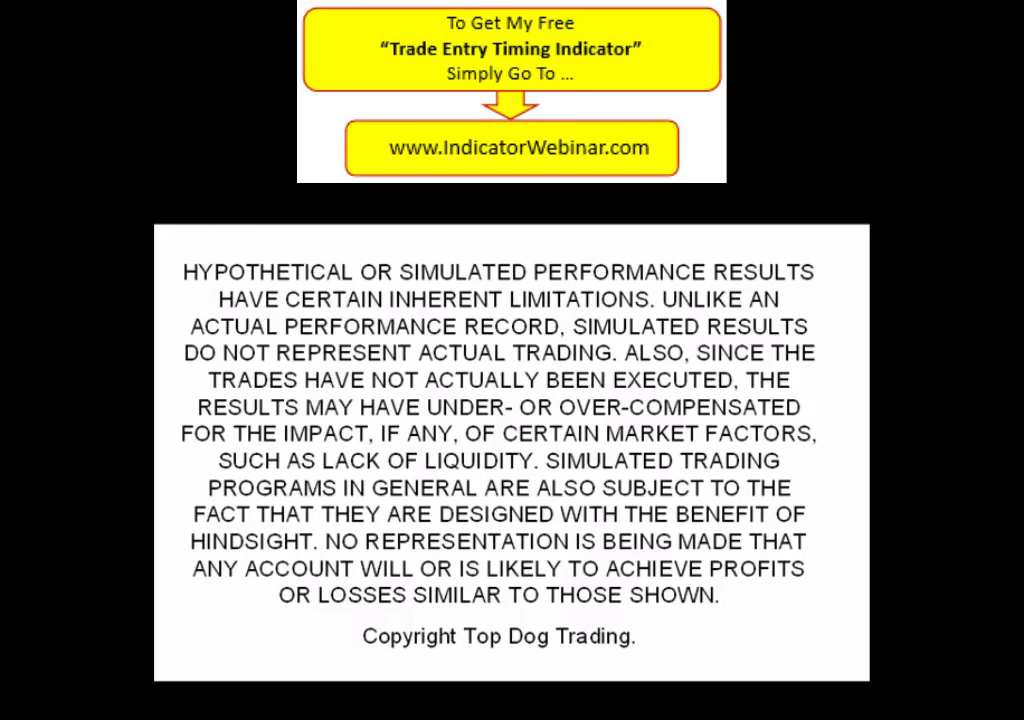 To Get My Free
“Trade Entry Timing Indicator”
Simply Go To ...
www.IndicatorWebinar.com
HYPOTHETICAL OR SIMULATED PERFORMANCE RESULTS
HAVE CERTAIN INHERENT LIMITATIONS. UNLIKE AN
ACTUAL PERFORMANCE RECORD, SIMULATED RESULTS
DO NOT REPRESENT ACTUAL TRADING. ALSO, SINCE THE
TRADES HAVE NOT ACTUALLY BEEN EXECUTED, THE
RESULTS MAY HAVE UNDER- OR OVER-COMPENSATED
FOR THE IMPACT, IF ANY, OF CERTAIN MARKET FACTORS,
SUCH AS LACK OF LIQUIDITY. SIMULATED TRADING
PROGRAMS IN GENERAL ARE ALSO SUBJECT TO THE
FACT THAT THEY ARE DESIGNED WITH THE BENEFIT OF
HINDSIGHT. NO REPRESENTATION IS BEING MADE THAT
ANY ACCOUNT WILL OR IS LIKELY TO ACHIEVE PROFITS
OR LOSSES SIMILAR TO THOSE SHOWN.
Copyright Top Dog Trading.